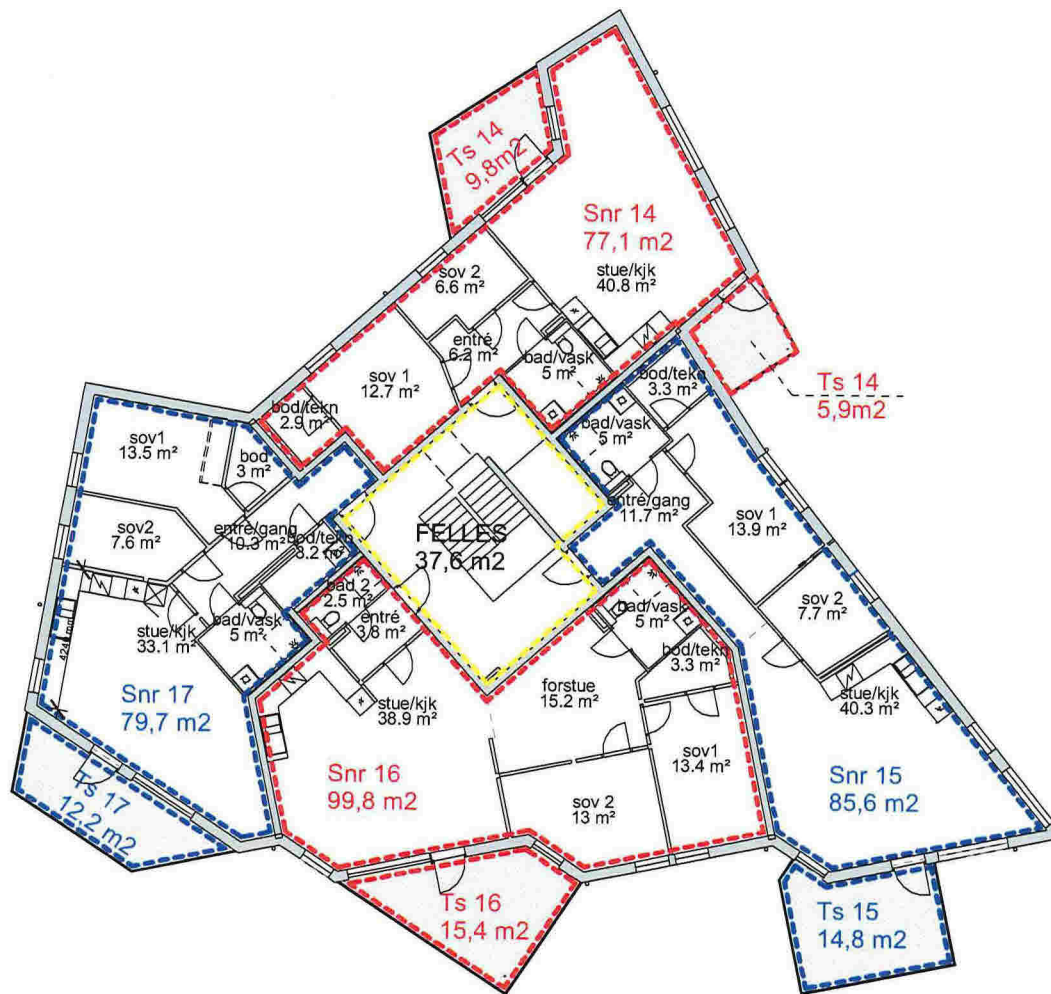 Ts 14
9,8m2
Snr 14
77,1 m2
stue/kjk
40.8 m²
sov 2
6.6 m²
entré
6.2 m²
bad/vask
5 m²
sov 1
12.7 m²
bod/tekn
2.9 m²
Ts 14
5,9m2
bod/tekn
3.3 m²
bad/vask
5 m²
entré/gang
11.7 m²
sov 1
13.9 m²
sov 2
7.7 m²
stue/kjk
40.3 m²
Snr 15
85,6 m2
Ts 15
14,8 m2
FELLES
37,6 m2
sov1
13.5 m²
bod
3 m²
sov2
7.6 m²
entré/gang
10.3 m²
bod/tekn
3.2 m²
bad/vask
5 m²
stue/kjk
33.1 m²
Snr 17
79,7 m2
Ts 17
12,2 m2
bad 2
2.5 m²
entré
3.8 m²
stue/kjk
38.9 m²
forstue
15.2 m²
bad/vask
5 m²
bod/tekn
3.3 m²
sov1
13.4 m²
sov 2
13 m²
Snr 16
99,8 m2
Ts 16
15,4 m2